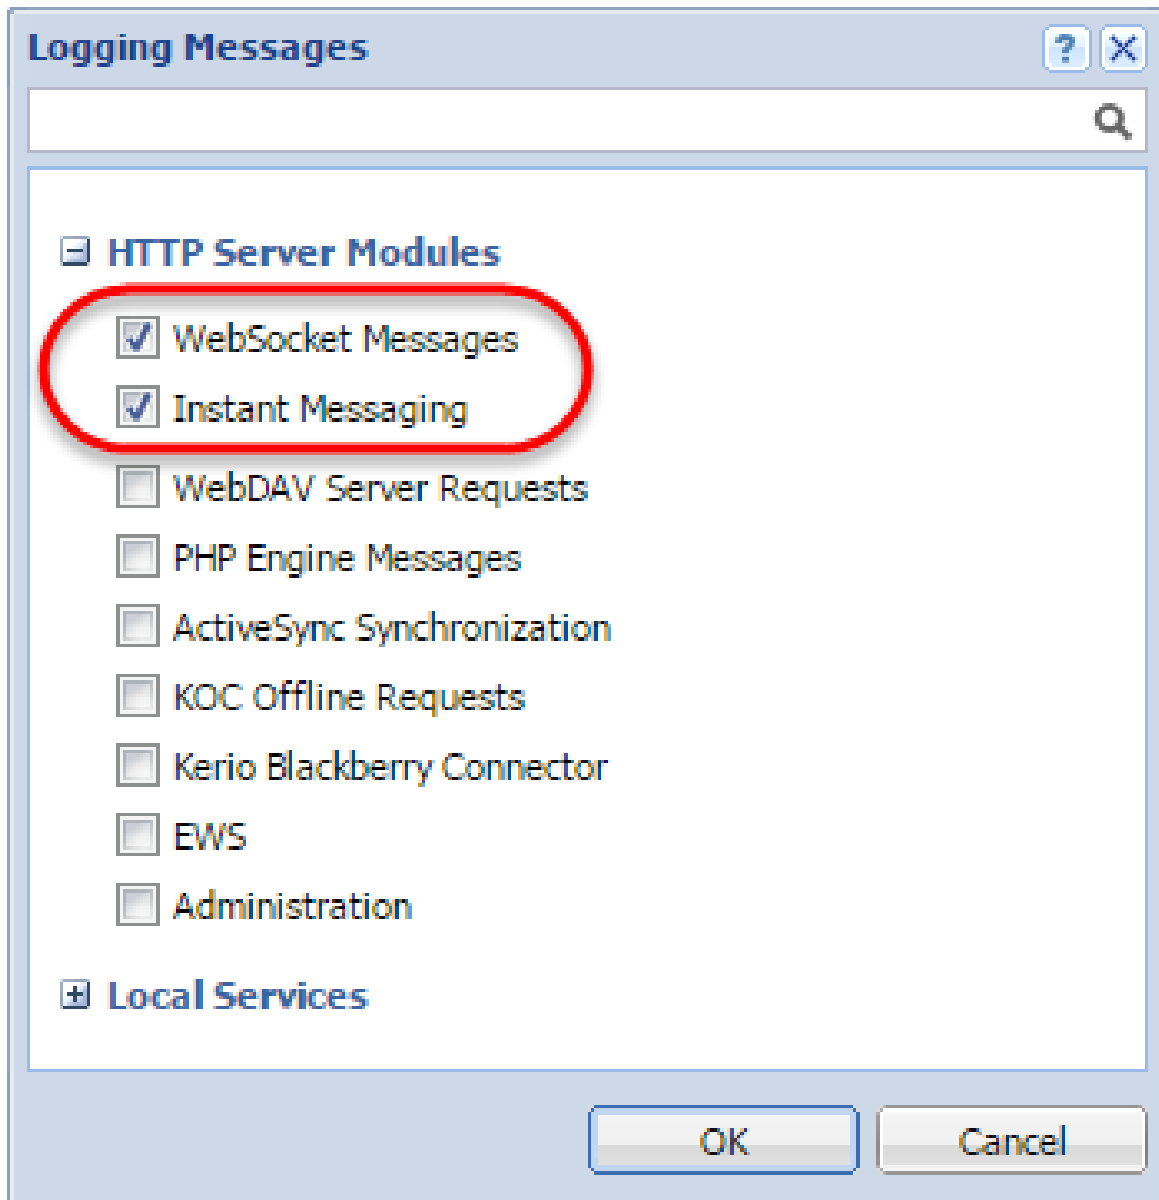 Logging Messages
HTTP Server Modules
WebSocket Messages
Instant Messaging
WebDAV Server Requests
PHP Engine Messages
ActiveSync Synchronization
KOC Offline Requests
Kerio Blackberry Connector
EWS
Administration
Local Services
OK Cancel